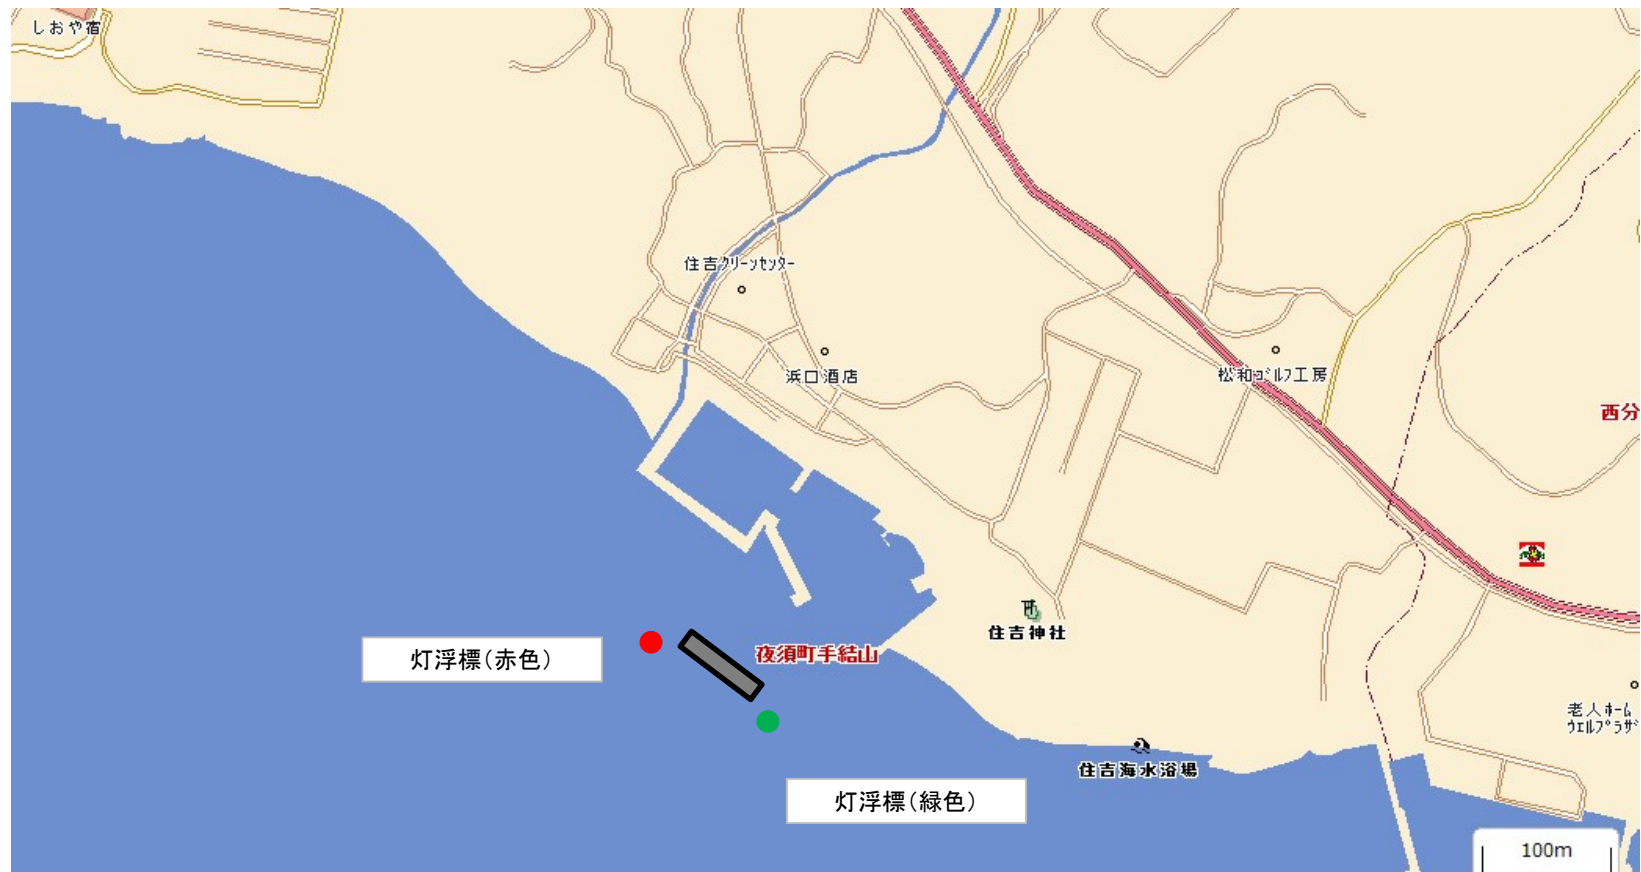 しおや宿
住吉クリーンセンター
浜口酒店
松和ゴルフ工房
西分
住吉神社
灯浮標(赤色)
夜須町手結山
老人ホーム
ウエルプラザ
住吉海水浴場
灯浮標(緑色)
100m